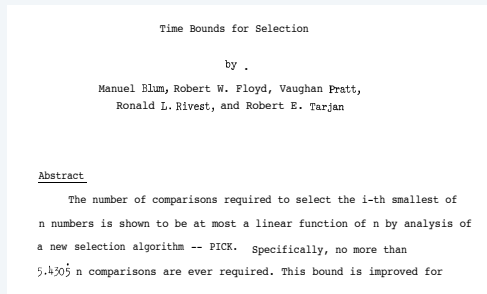 Time Bounds for Selection
by .
Manuel Blum, Robert W. Floyd, Vaughan Pratt,
Ronald L. Rivest, and Robert E. Tarjan
Abstract
The number of comparisons required to select the i-th smallest of
n numbers is shown to be at most a linear function of n by analysis of
a new selection algorithm -- PICK. Specifically, no more than
5.4305 n comparisons are ever required. This bound is improved for